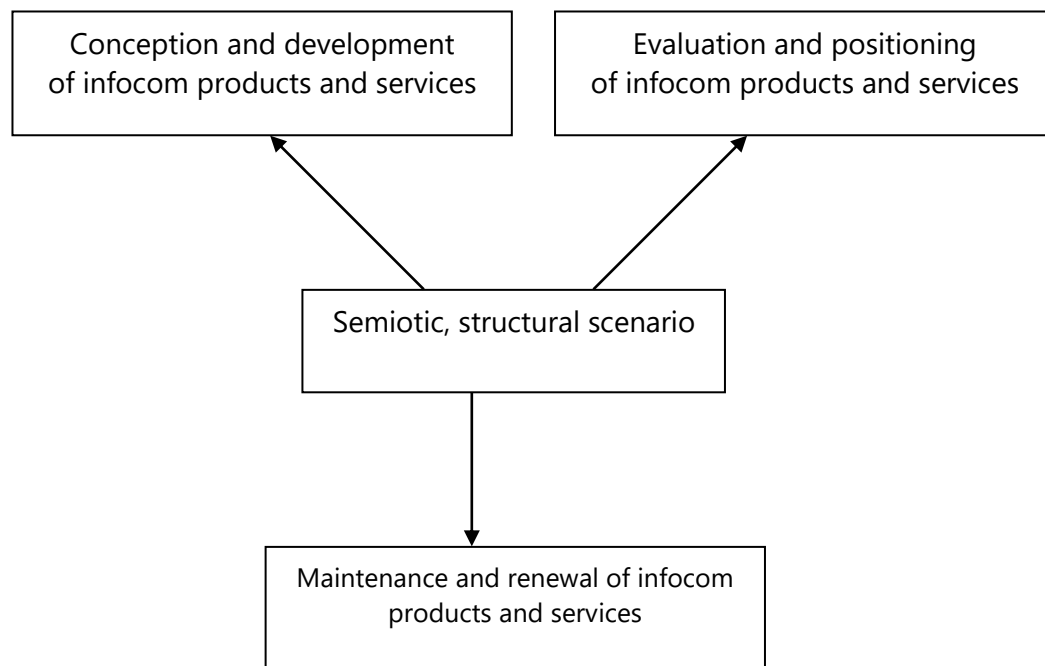 Conception and development
of infocom products and services
Evaluation and positioning
of infocom products and services
Semiotic, structural scenario
Maintenance and renewal of infocom
products and services